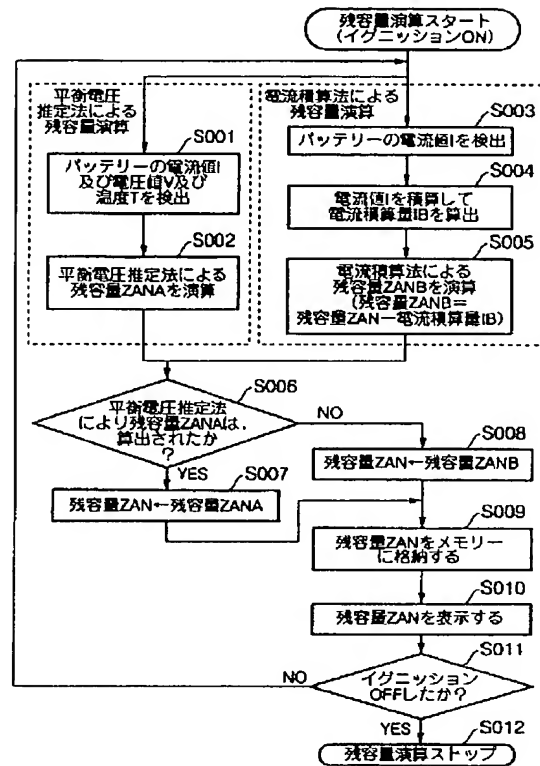 残容量演算スタート
(イグニッションON)
平衡電圧
推定法による
残容量演算
S001
バッテリーの電流値I
及び電圧値V及び
温度Tを検出
S002
平衡電圧推定法による
残容量ZANAを演算
電流積算法による
残容量演算
S003
バッテリーの電流値Iを検出
S004
電流値Iを積算して
電流積算量IBを算出
S005
電流積算法による
残容量ZANBを演算
(残容量ZANB=
残容量ZAN－電流積算量IB)
S006
平衡電圧推定法
により残容量ZANAは、
算出されたか
?
NO
YES
S007
残容量ZAN←残容量ZANA
S008
残容量ZAN←残容量ZANB
S009
残容量ZANをメモリー
に格納する
S010
残容量ZANを表示する
S011
イグニッション
OFFしたか?
NO
YES
S012
残容量演算ストップ